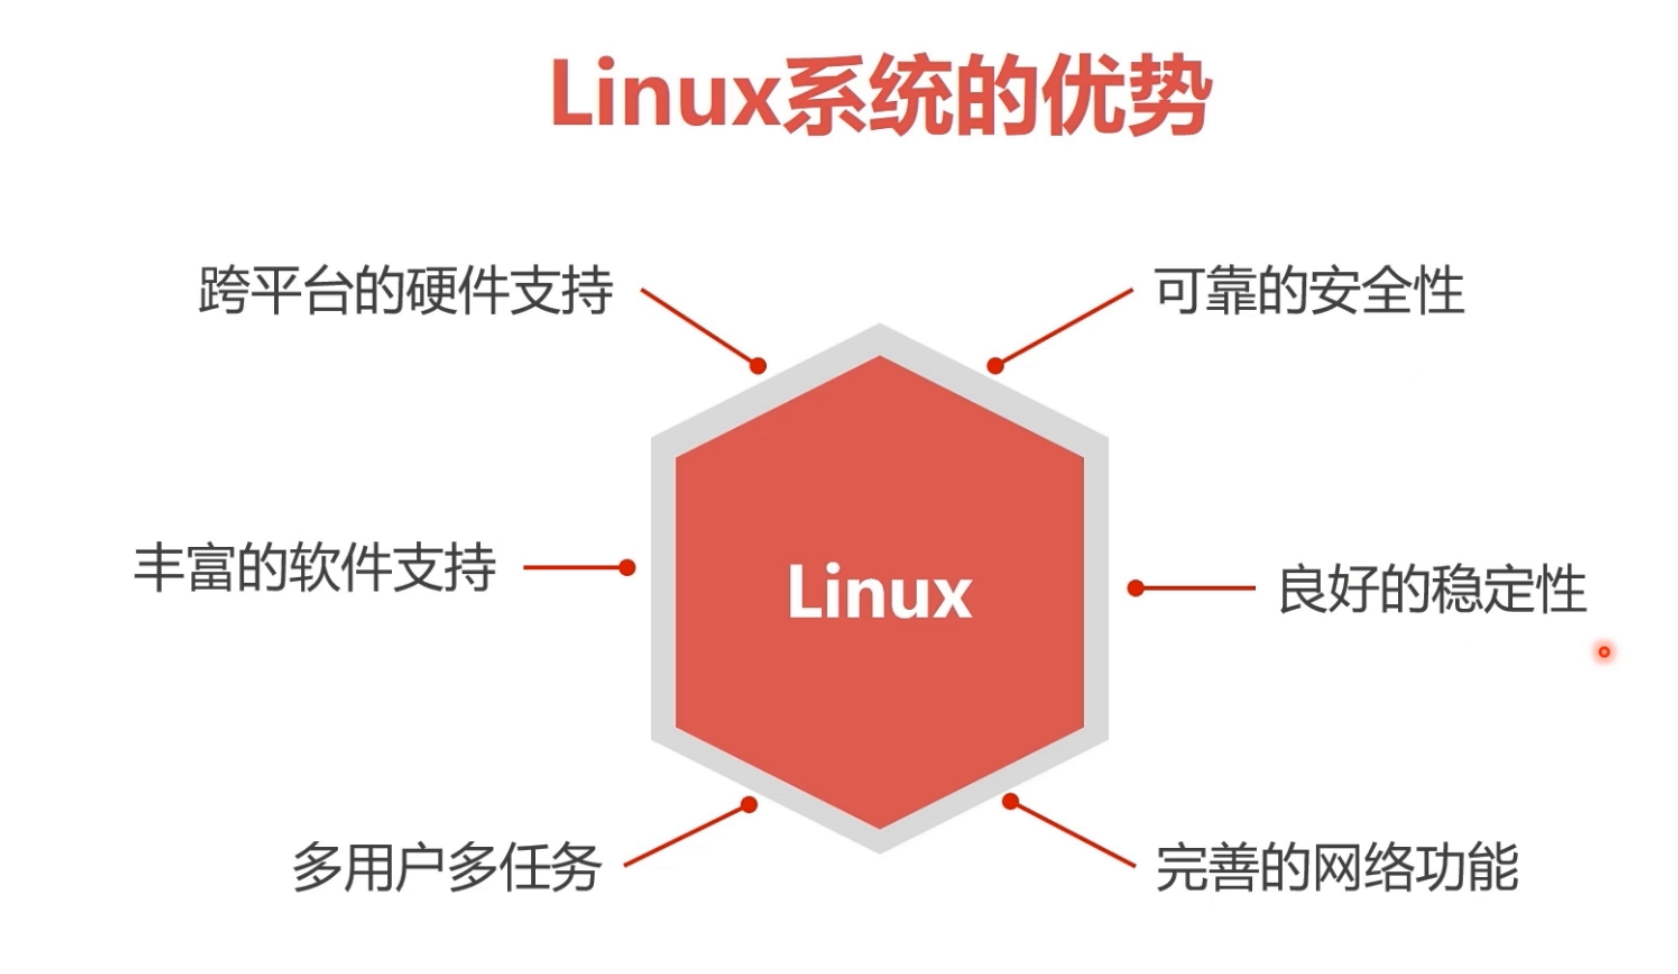 Linux系统的优势
跨平台的硬件支持
可靠的安全性
丰富的软件支持
Linux
良好的稳定性
多用户多任务
完善的网络功能